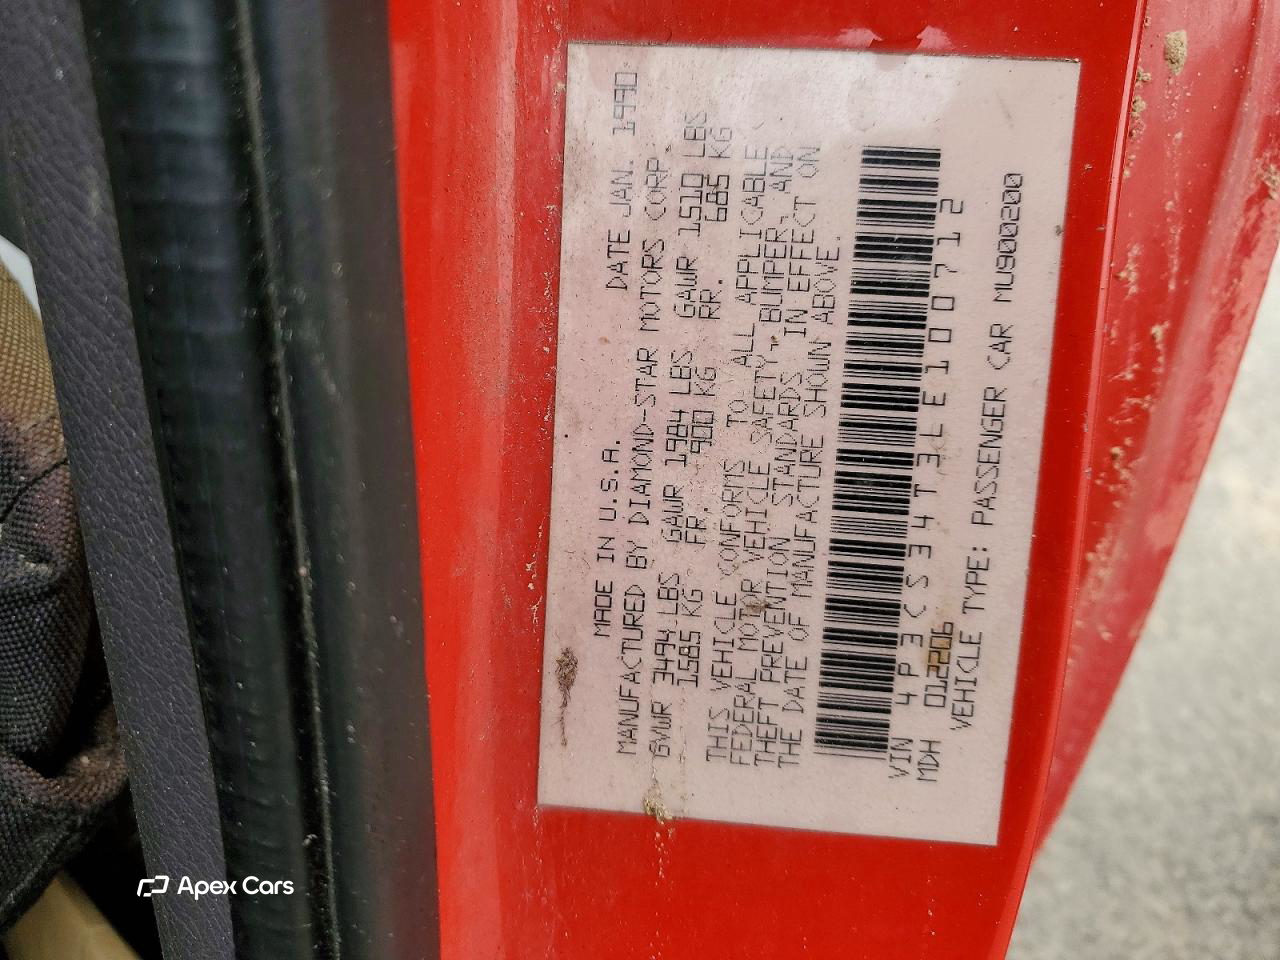 MADE IN U.S.A. DATE JAN. 1990
MANUFACTURED BY DIAMOND-STAR MOTORS CORP
GVWR 3494 LBS GAWR 1984 LBS GAWR 1510 LBS
1585 KG FR. 900 KG RR. 685 KG
THIS VEHICLE CONFORMS TO ALL APPLICABLE
FEDERAL MOTOR VEHICLE SAFETY, BUMPER, AND
THEFT PREVENTION STANDARDS IN EFFECT ON
THE DATE OF MANUFACTURE SHOWN ABOVE.
VIN 4P3CS34T3LE100712
MDH 012206
VEHICLE TYPE: PASSENGER CAR MU900200
Apex Cars